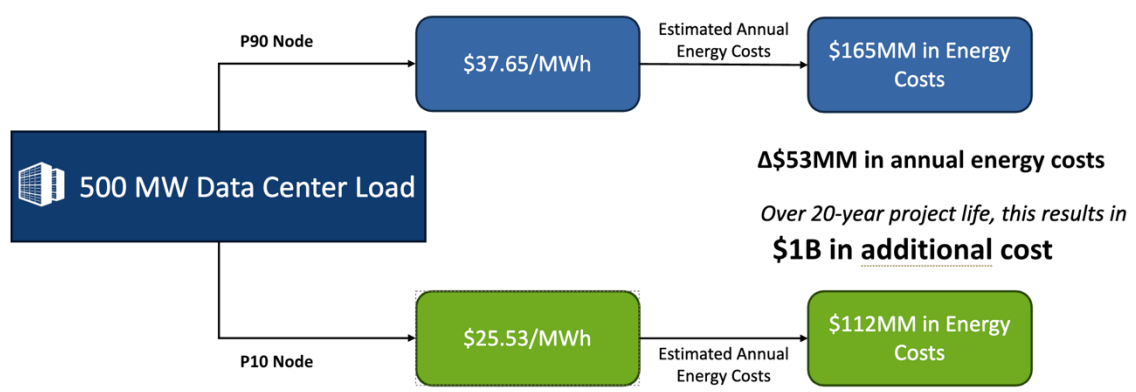 P90 Node
$37.65/MWh
Estimated Annual
Energy Costs
$165MM in Energy
Costs
500 MW Data Center Load
Δ$53MM in annual energy costs
Over 20-year project life, this results in
$1B in additional cost
P10 Node
$25.53/MWh
Estimated Annual
Energy Costs
$112MM in Energy
Costs